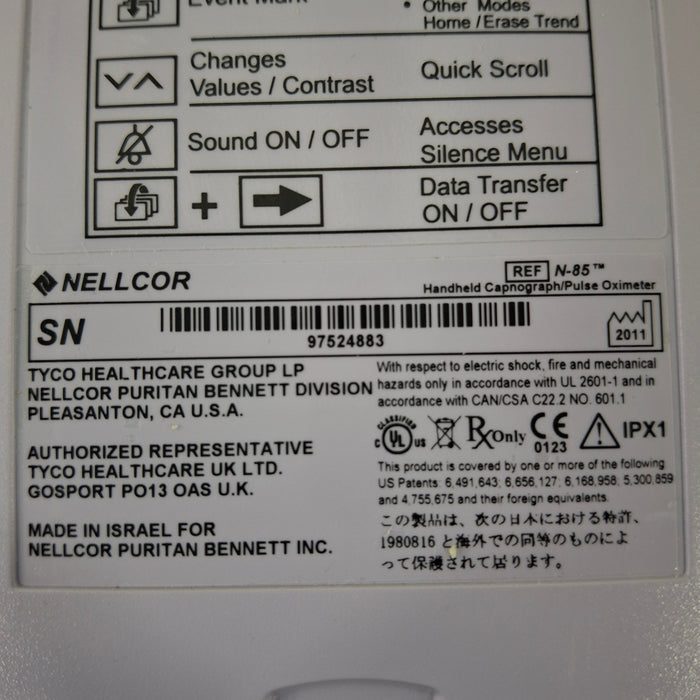 Event Mark
• Other Modes
Home / Erase Trend
Changes
Values / Contrast
Quick Scroll
Sound ON / OFF
Accesses
Silence Menu
+
Data Transfer
ON / OFF
NELLCOR
REF N-85™
Handheld Capnograph/Pulse Oximeter
SN
97524883
2011
TYCO HEALTHCARE GROUP LP
NELLCOR PURITAN BENNETT DIVISION
PLEASANTON, CA U.S.A.
With respect to electric shock, fire and mechanical
hazards only in accordance with UL 2601-1 and in
accordance with CAN/CSA C22.2 NO. 601.1
CLASSIFIED
C UL US
Rx Only
CE
0123
IPX1
AUTHORIZED REPRESENTATIVE
TYCO HEALTHCARE UK LTD.
GOSPORT PO13 OAS U.K.
This product is covered by one or more of the following
US Patents: 6,491,643; 6,656,127; 6,168,958; 5,300,859
and 4,755,675 and their foreign equivalents.
MADE IN ISRAEL FOR
NELLCOR PURITAN BENNETT INC.
この製品は、次の日本における特許、
1980816 と海外での同等のものによ
って保護されて居ります。